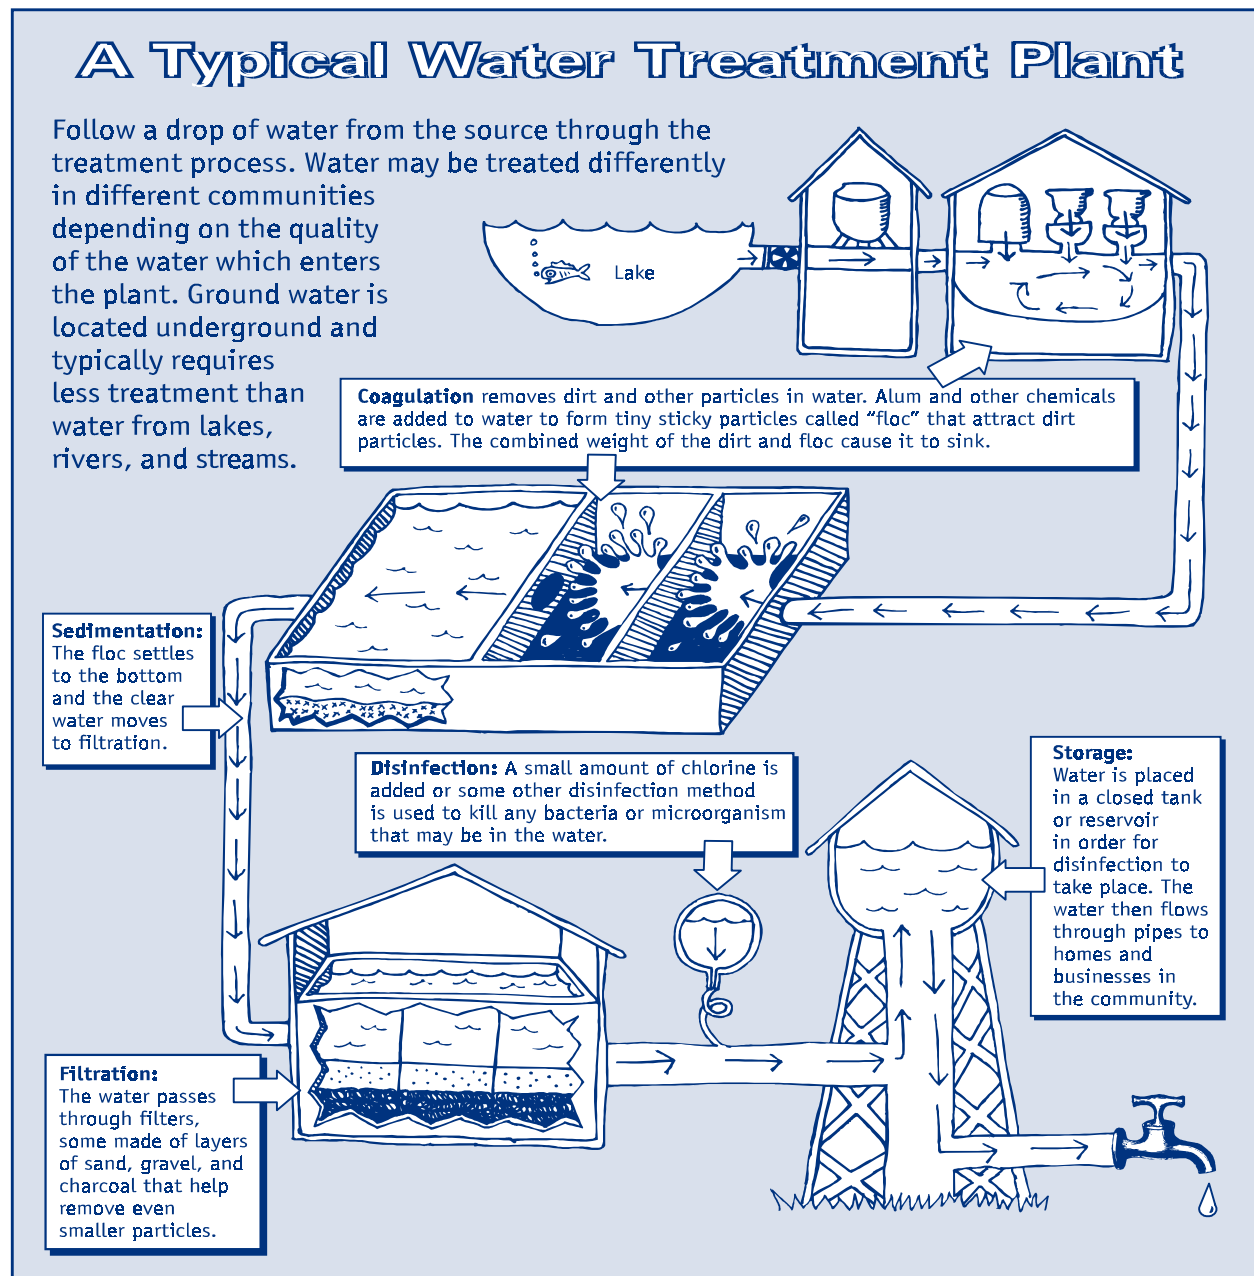 A Typical Water Treatment Plant
Follow a drop of water from the source through the
treatment process. Water may be treated differently
in different communities
depending on the quality
of the water which enters
the plant. Ground water is
located underground and
typically requires
less treatment than
water from lakes,
rivers, and streams.
Lake
Coagulation removes dirt and other particles in water. Alum and other chemicals
are added to water to form tiny sticky particles called “floc” that attract dirt
particles. The combined weight of the dirt and floc cause it to sink.
Sedimentation:
The floc settles
to the bottom
and the clear
water moves
to filtration.
Disinfection: A small amount of chlorine is
added or some other disinfection method
is used to kill any bacteria or microorganism
that may be in the water.
Storage:
Water is placed
in a closed tank
or reservoir
in order for
disinfection to
take place. The
water then flows
through pipes to
homes and
businesses in
the community.
Filtration:
The water passes
through filters,
some made of layers
of sand, gravel, and
charcoal that help
remove even
smaller particles.